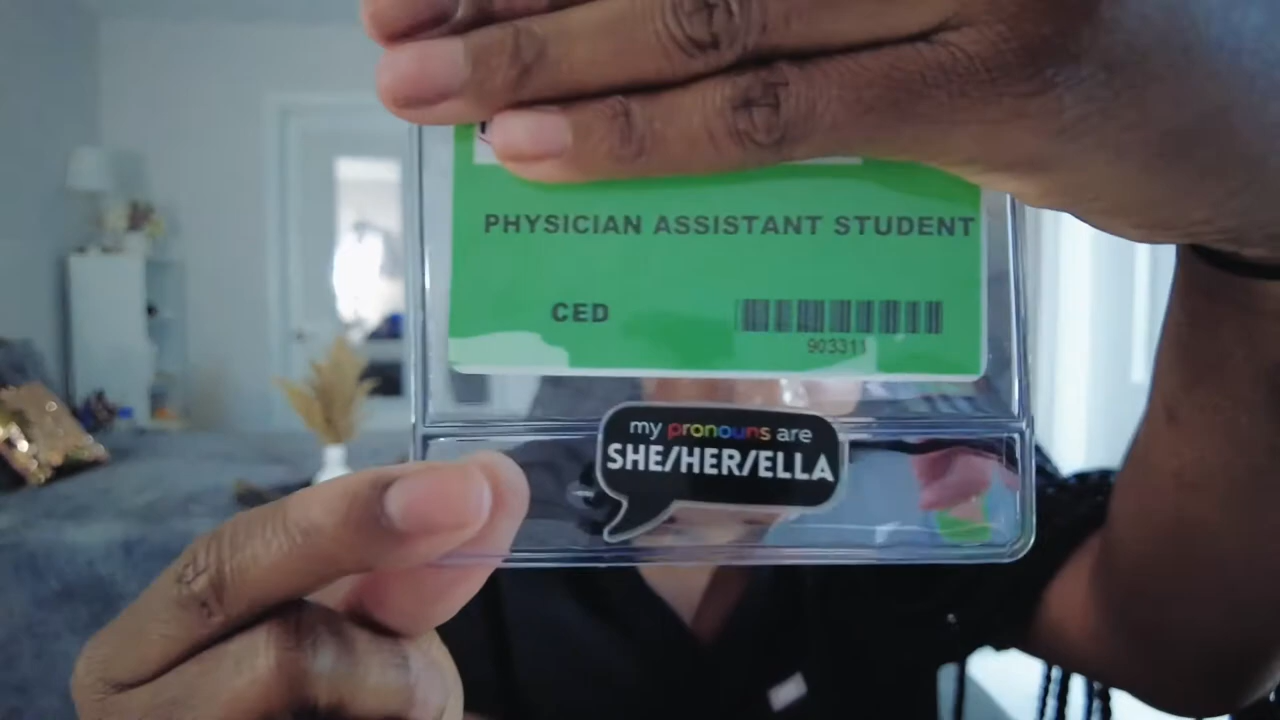 PHYSICIAN ASSISTANT STUDENT
CED
903311
my pronouns are
SHE/HER/ELLA